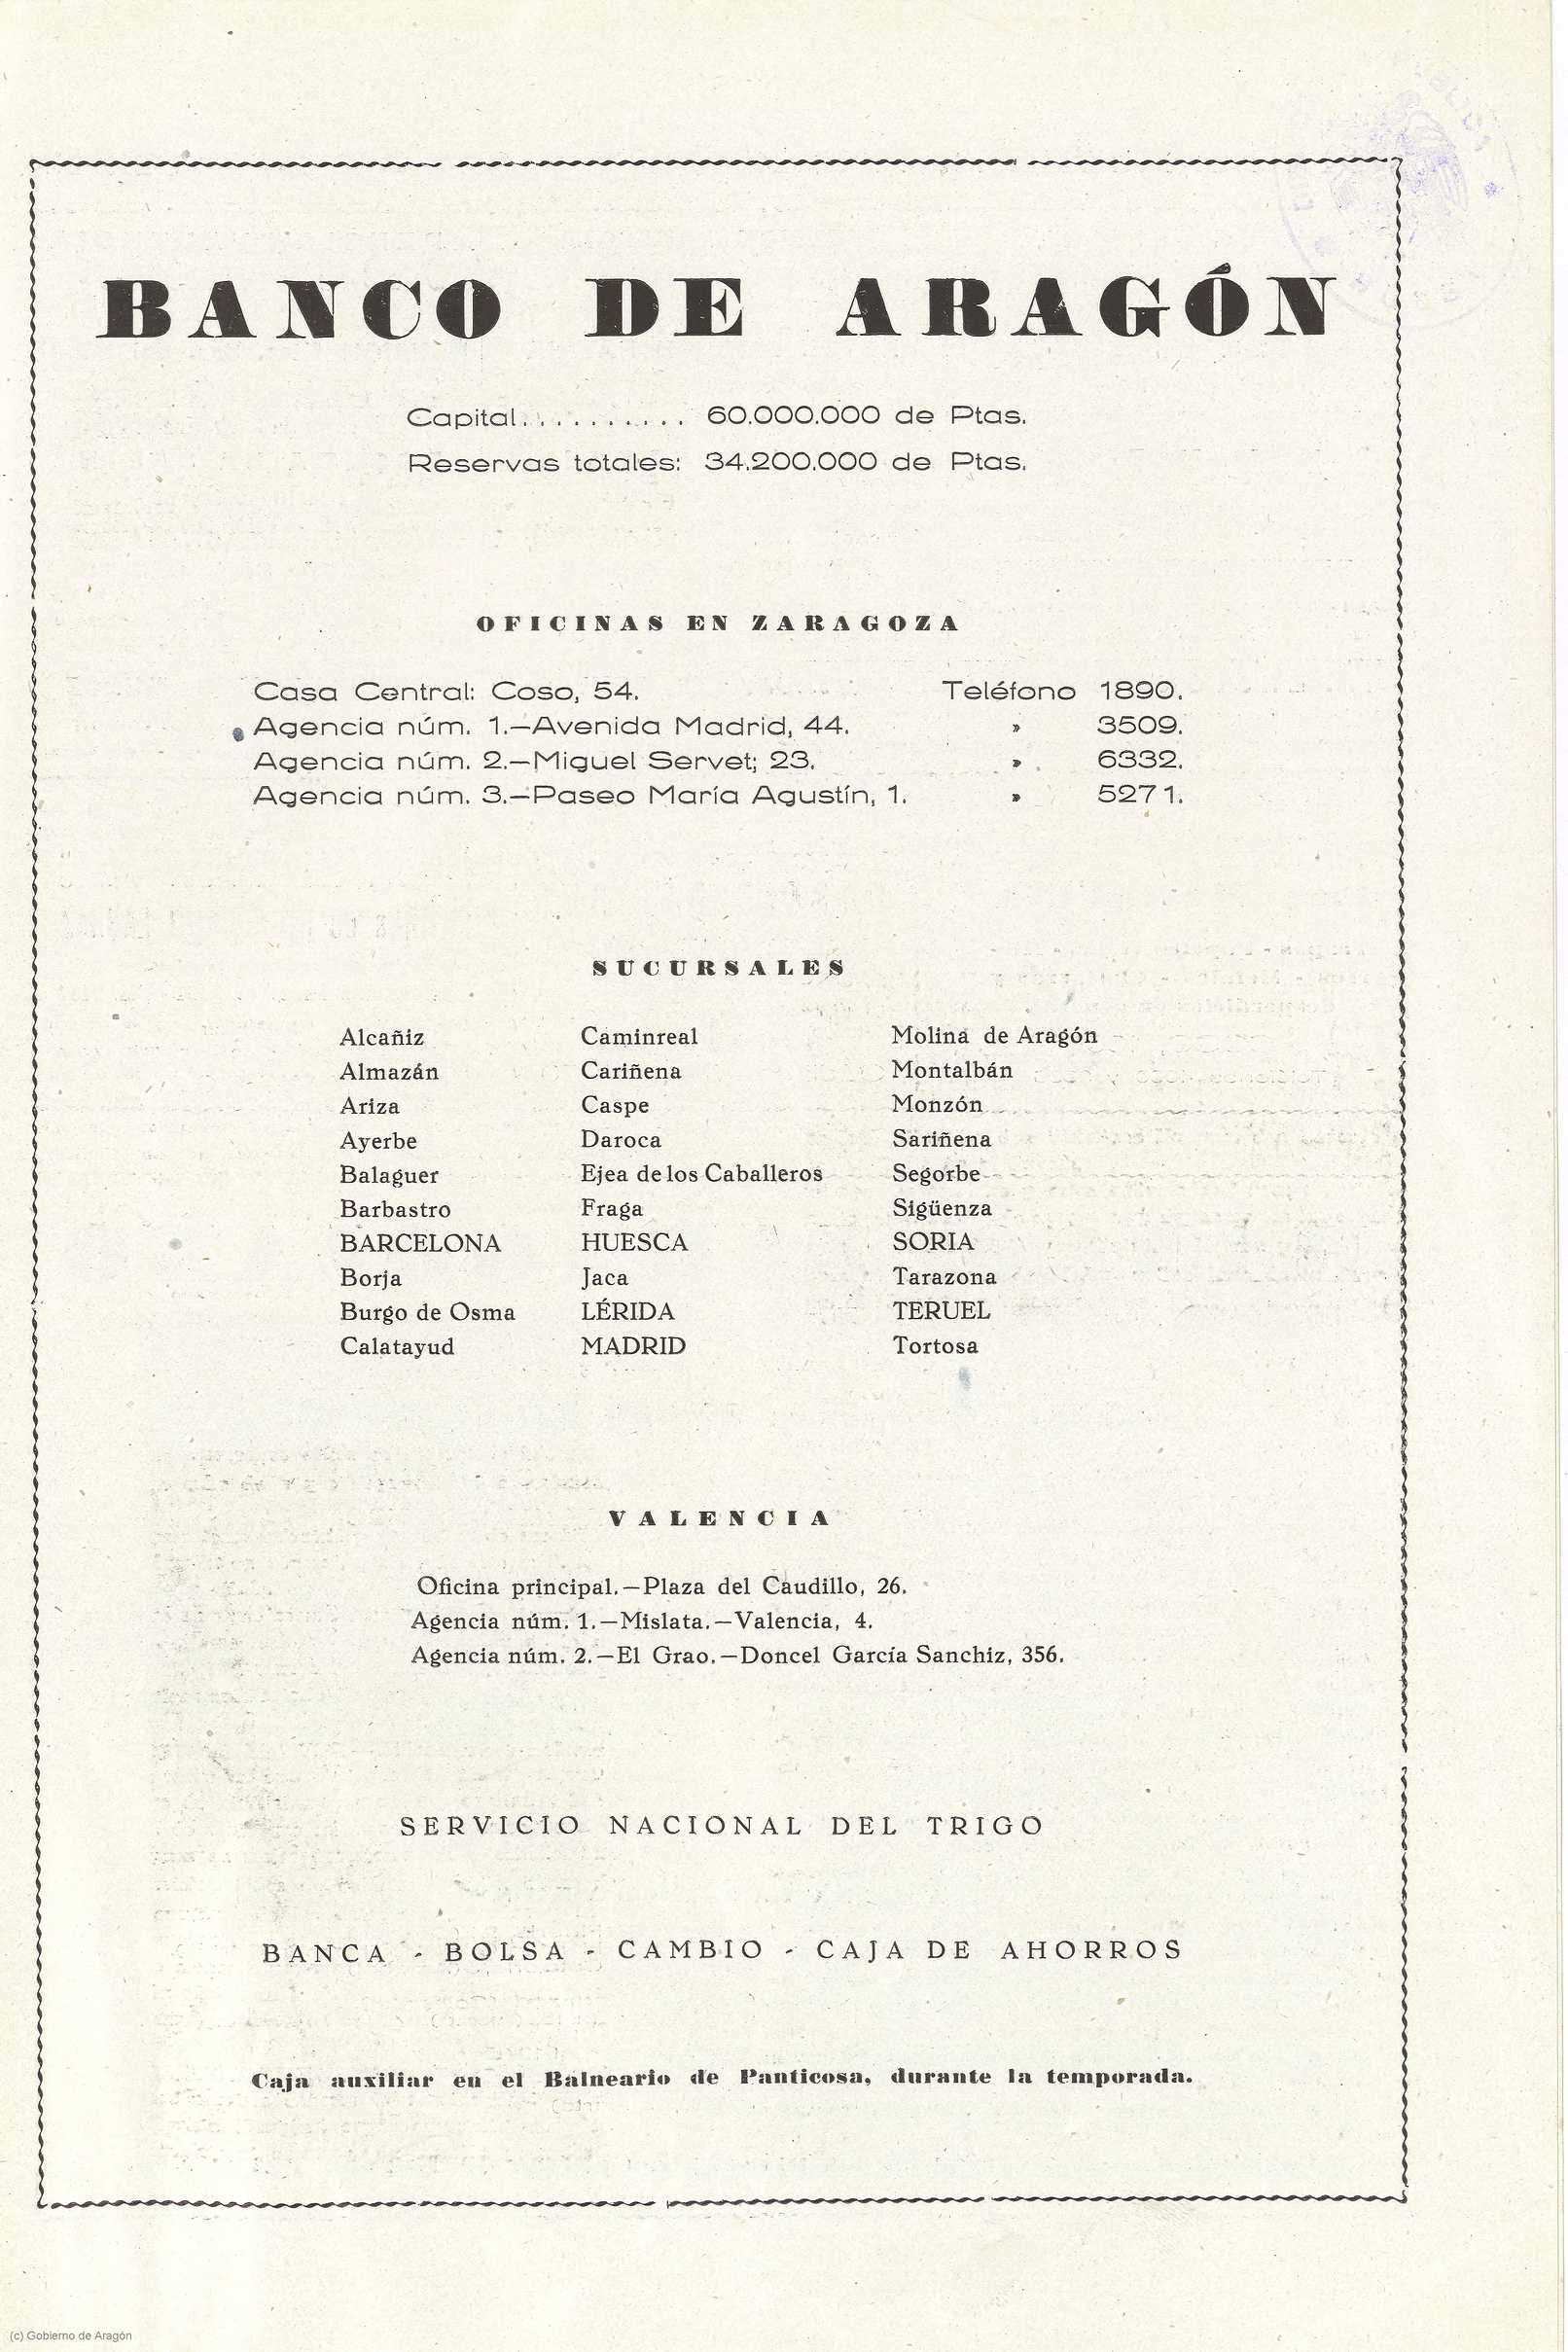 BANCO DE ARAGÓN
Capital.......... 60.000.000 de Ptas.
Reservas totales: 34.200.000 de Ptas.
OFICINAS EN ZARAGOZA
Casa Central: Coso, 54. Teléfono 1890.
Agencia núm. 1.—Avenida Madrid, 44. » 3509.
Agencia núm. 2.—Miguel Servet; 23. » 6332.
Agencia núm. 3.—Paseo María Agustín, 1. » 5271.
SUCURSALES
Alcañiz Caminreal Molina de Aragón
Almazán Cariñena Montalbán
Ariza Caspe Monzón
Ayerbe Daroca Sariñena
Balaguer Ejea de los Caballeros Segorbe
Barbastro Fraga Sigüenza
BARCELONA HUESCA SORIA
Borja Jaca Tarazona
Burgo de Osma LÉRIDA TERUEL
Calatayud MADRID Tortosa
VALENCIA
Oficina principal.—Plaza del Caudillo, 26.
Agencia núm. 1.—Mislata.—Valencia, 4.
Agencia núm. 2.—El Grao.—Doncel García Sanchiz, 356.
SERVICIO NACIONAL DEL TRIGO
BANCA - BOLSA - CAMBIO - CAJA DE AHORROS
Caja auxiliar en el Balneario de Panticosa, durante la temporada.
(c) Gobierno de Aragón